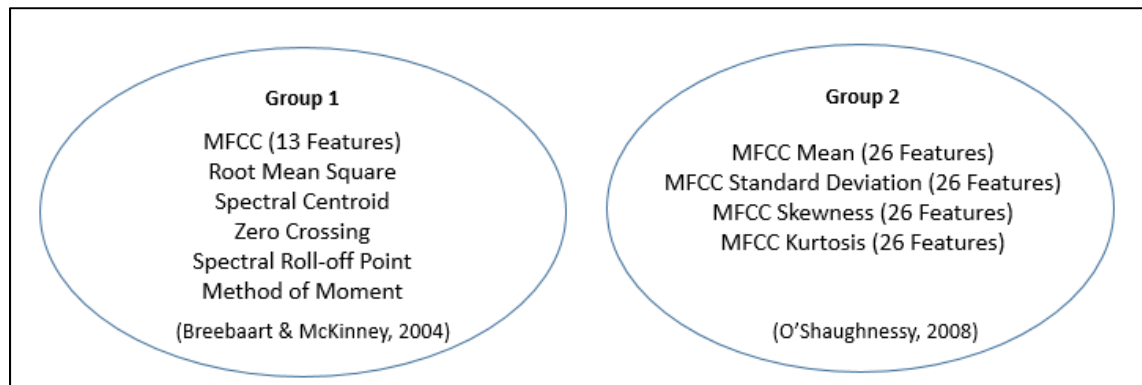 Group 1
MFCC (13 Features)
Root Mean Square
Spectral Centroid
Zero Crossing
Spectral Roll-off Point
Method of Moment
(Breebaart & McKinney, 2004)
Group 2
MFCC Mean (26 Features)
MFCC Standard Deviation (26 Features)
MFCC Skewness (26 Features)
MFCC Kurtosis (26 Features)
(O’Shaughnessy, 2008)